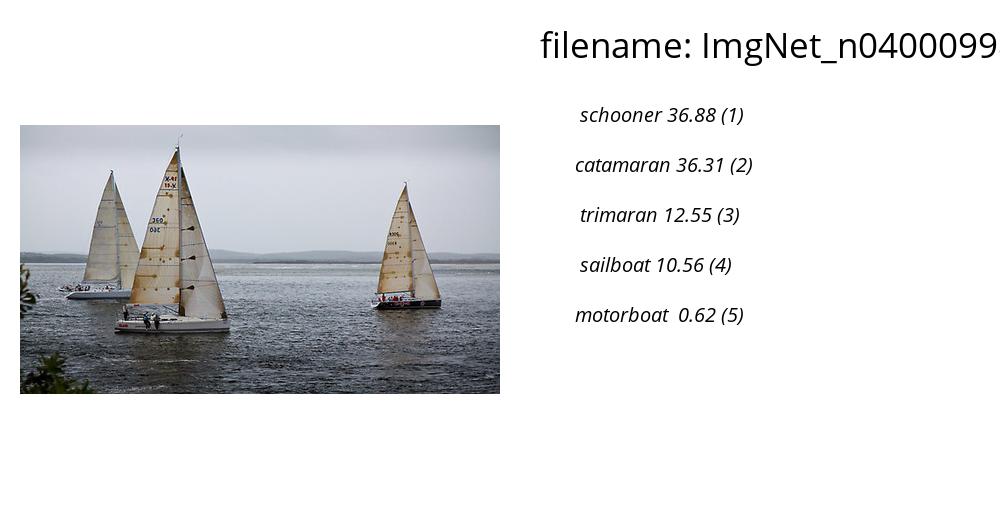 filename: ImgNet_n0400099
schooner 36.88 (1)
catamaran 36.31 (2)
trimaran 12.55 (3)
sailboat 10.56 (4)
motorboat 0.62 (5)